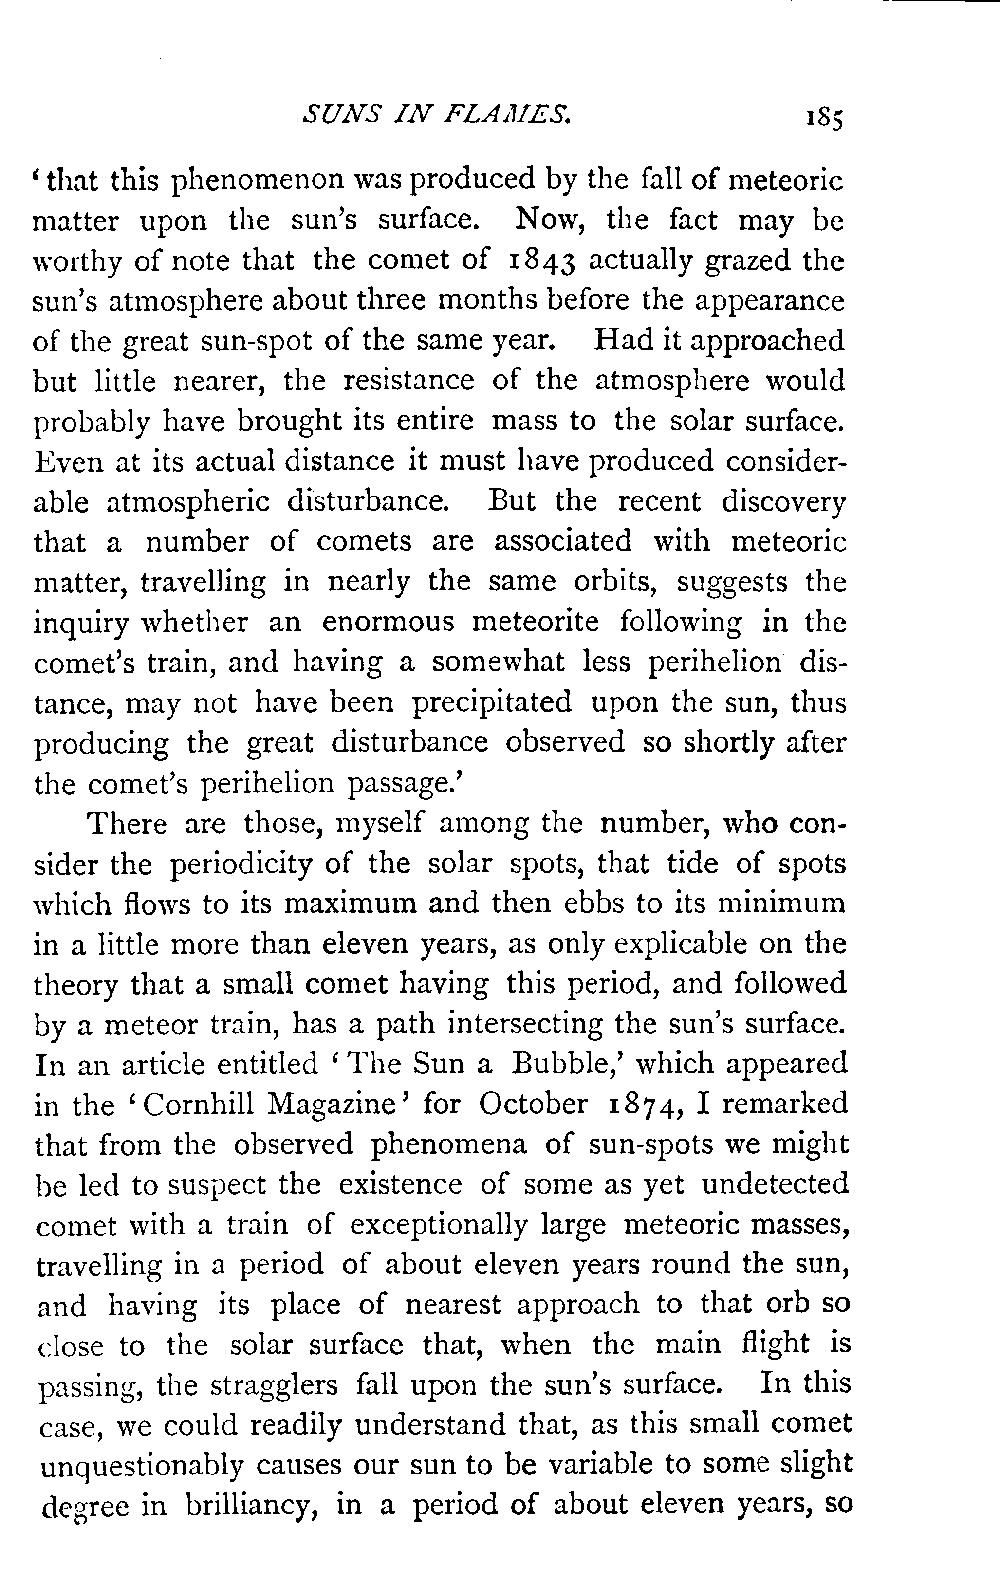 SUNS IN FLAMES. 185
‘that this phenomenon was produced by the fall of meteoric
matter upon the sun’s surface. Now, the fact may be
worthy of note that the comet of 1843 actually grazed the
sun’s atmosphere about three months before the appearance
of the great sun-spot of the same year. Had it approached
but little nearer, the resistance of the atmosphere would
probably have brought its entire mass to the solar surface.
Even at its actual distance it must have produced consider-
able atmospheric disturbance. But the recent discovery
that a number of comets are associated with meteoric
matter, travelling in nearly the same orbits, suggests the
inquiry whether an enormous meteorite following in the
comet’s train, and having a somewhat less perihelion dis-
tance, may not have been precipitated upon the sun, thus
producing the great disturbance observed so shortly after
the comet’s perihelion passage.’
There are those, myself among the number, who con-
sider the periodicity of the solar spots, that tide of spots
which flows to its maximum and then ebbs to its minimum
in a little more than eleven years, as only explicable on the
theory that a small comet having this period, and followed
by a meteor train, has a path intersecting the sun’s surface.
In an article entitled ‘The Sun a Bubble,’ which appeared
in the ‘Cornhill Magazine’ for October 1874, I remarked
that from the observed phenomena of sun-spots we might
be led to suspect the existence of some as yet undetected
comet with a train of exceptionally large meteoric masses,
travelling in a period of about eleven years round the sun,
and having its place of nearest approach to that orb so
close to the solar surface that, when the main flight is
passing, the stragglers fall upon the sun’s surface. In this
case, we could readily understand that, as this small comet
unquestionably causes our sun to be variable to some slight
degree in brilliancy, in a period of about eleven years, so